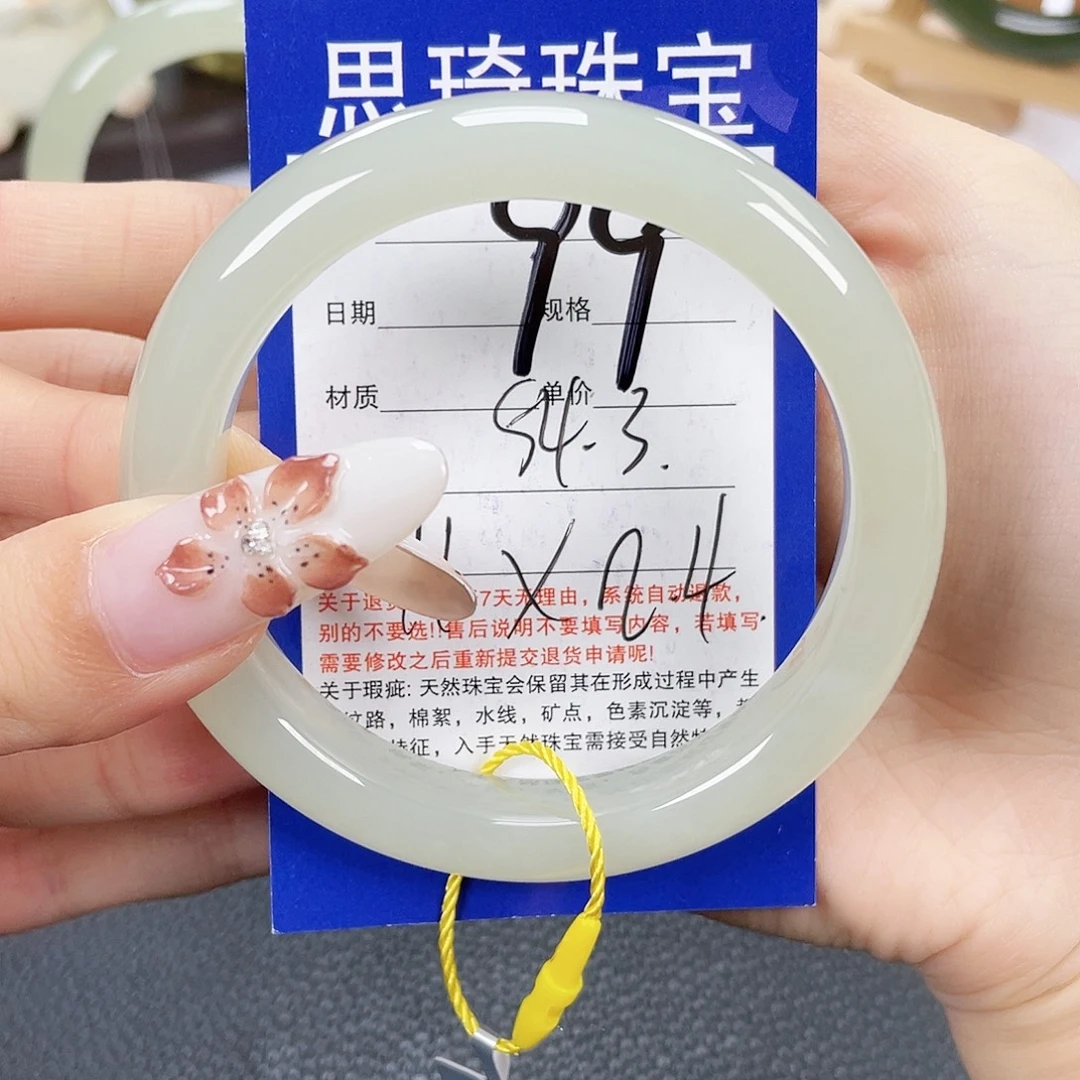 思琦珠宝
99
日期 规格
材质 单价
54.3.
11 X 9.4.
关于退货 7天无理由，系统自动退款，
别的不要选!!售后说明不要填写内容，若填写
需要修改之后重新提交退货申请呢!
关于瑕疵: 天然珠宝会保留其在形成过程中产生
纹路，棉絮，水线，矿点，色素沉淀等，
特征，入手天然珠宝需接受自然